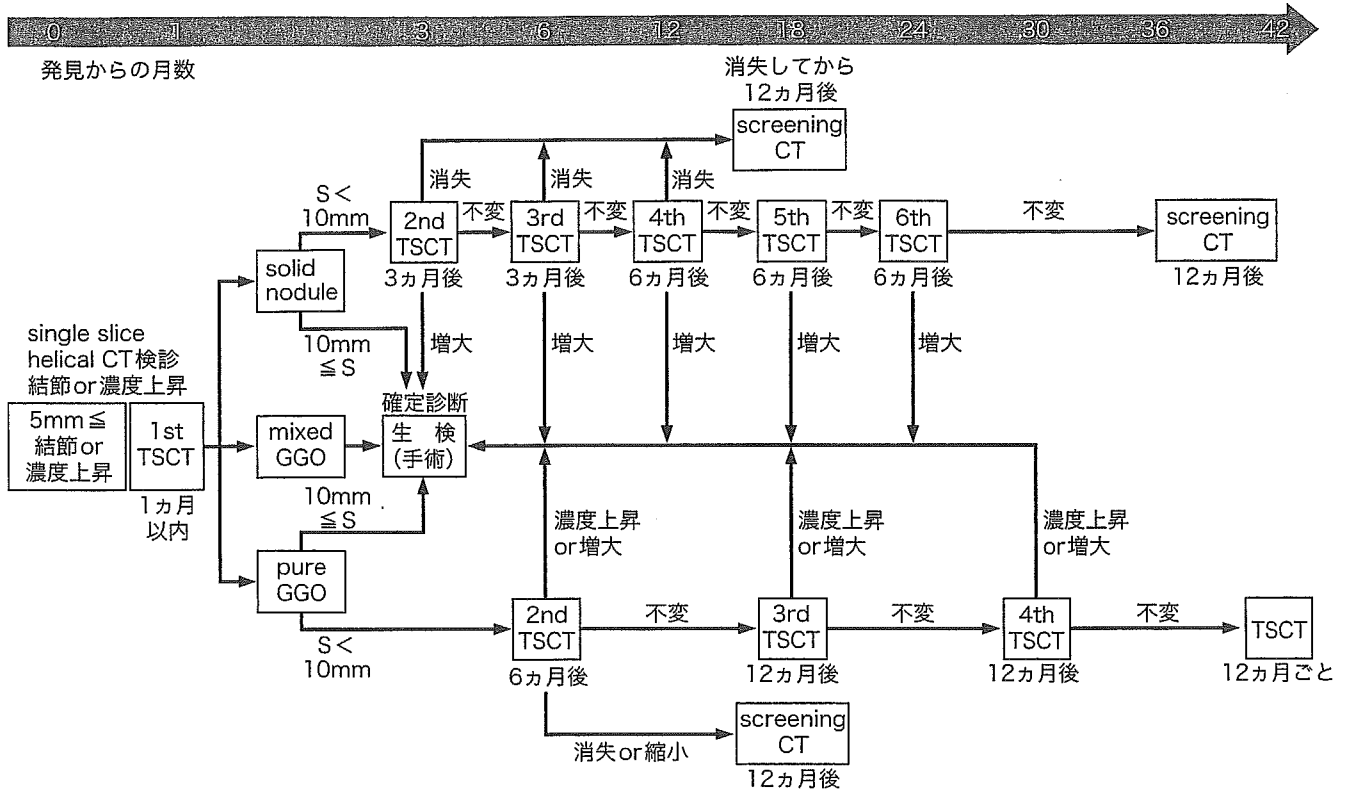 0 1 3 6 12 18 24 30 36 42
発見からの月数
消失してから
12ヵ月後
screening
CT
消失
消失
消失
S<
10mm
2nd
TSCT
3ヵ月後
不変
3rd
TSCT
3ヵ月後
不変
4th
TSCT
6ヵ月後
不変
5th
TSCT
6ヵ月後
不変
6th
TSCT
6ヵ月後
不変
screening
CT
12ヵ月後
solid
nodule
10mm
≦S
増大
増大
増大
増大
増大
single slice
helical CT検診
結節or濃度上昇
5mm≦
結節or
濃度上昇
1st
TSCT
1ヵ月
以内
mixed
GGO
確定診断
生 検
(手術)
10mm
≦S
pure
GGO
S<
10mm
濃度上昇
or増大
濃度上昇
or増大
濃度上昇
or増大
2nd
TSCT
6ヵ月後
不変
3rd
TSCT
12ヵ月後
不変
4th
TSCT
12ヵ月後
不変
TSCT
12ヵ月ごと
消失or縮小
screening
CT
12ヵ月後